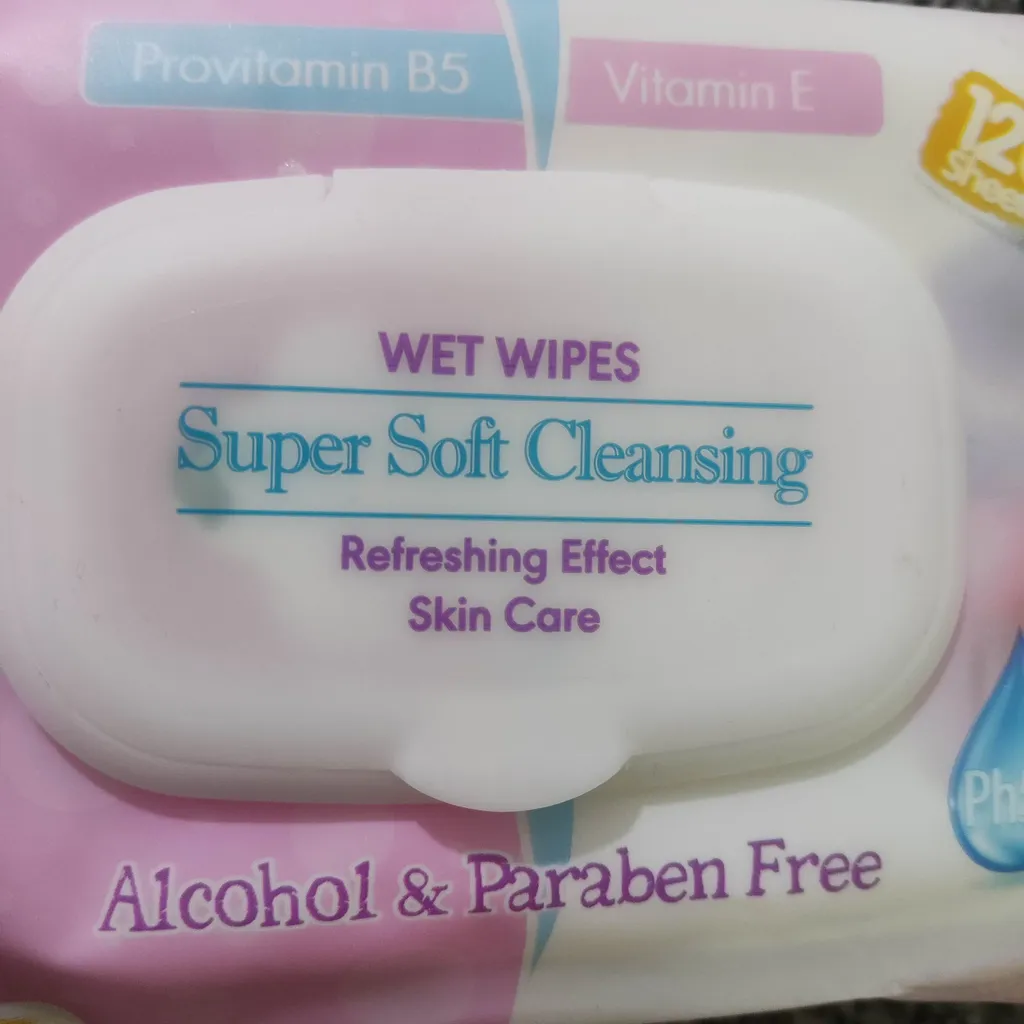 Provitamin B5
Vitamin E
WET WIPES
Super Soft Cleansing
Refreshing Effect
Skin Care
Alcohol & Paraben Free